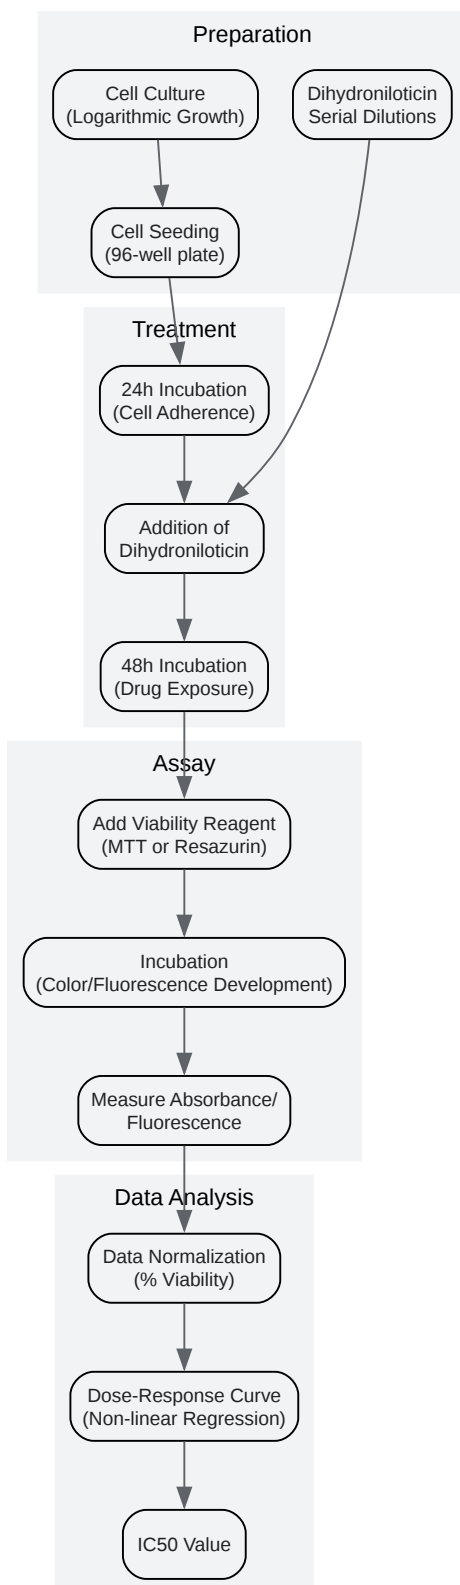 Preparation
Cell Culture
(Logarithmic Growth)
Dihydroniloticin
Serial Dilutions
Cell Seeding
(96-well plate)
Treatment
24h Incubation
(Cell Adherence)
Addition of
Dihydroniloticin
48h Incubation
(Drug Exposure)
Assay
Add Viability Reagent
(MTT or Resazurin)
Incubation
(Color/Fluorescence Development)
Measure Absorbance/
Fluorescence
Data Analysis
Data Normalization
(% Viability)
Dose-Response Curve
(Non-linear Regression)
IC50 Value